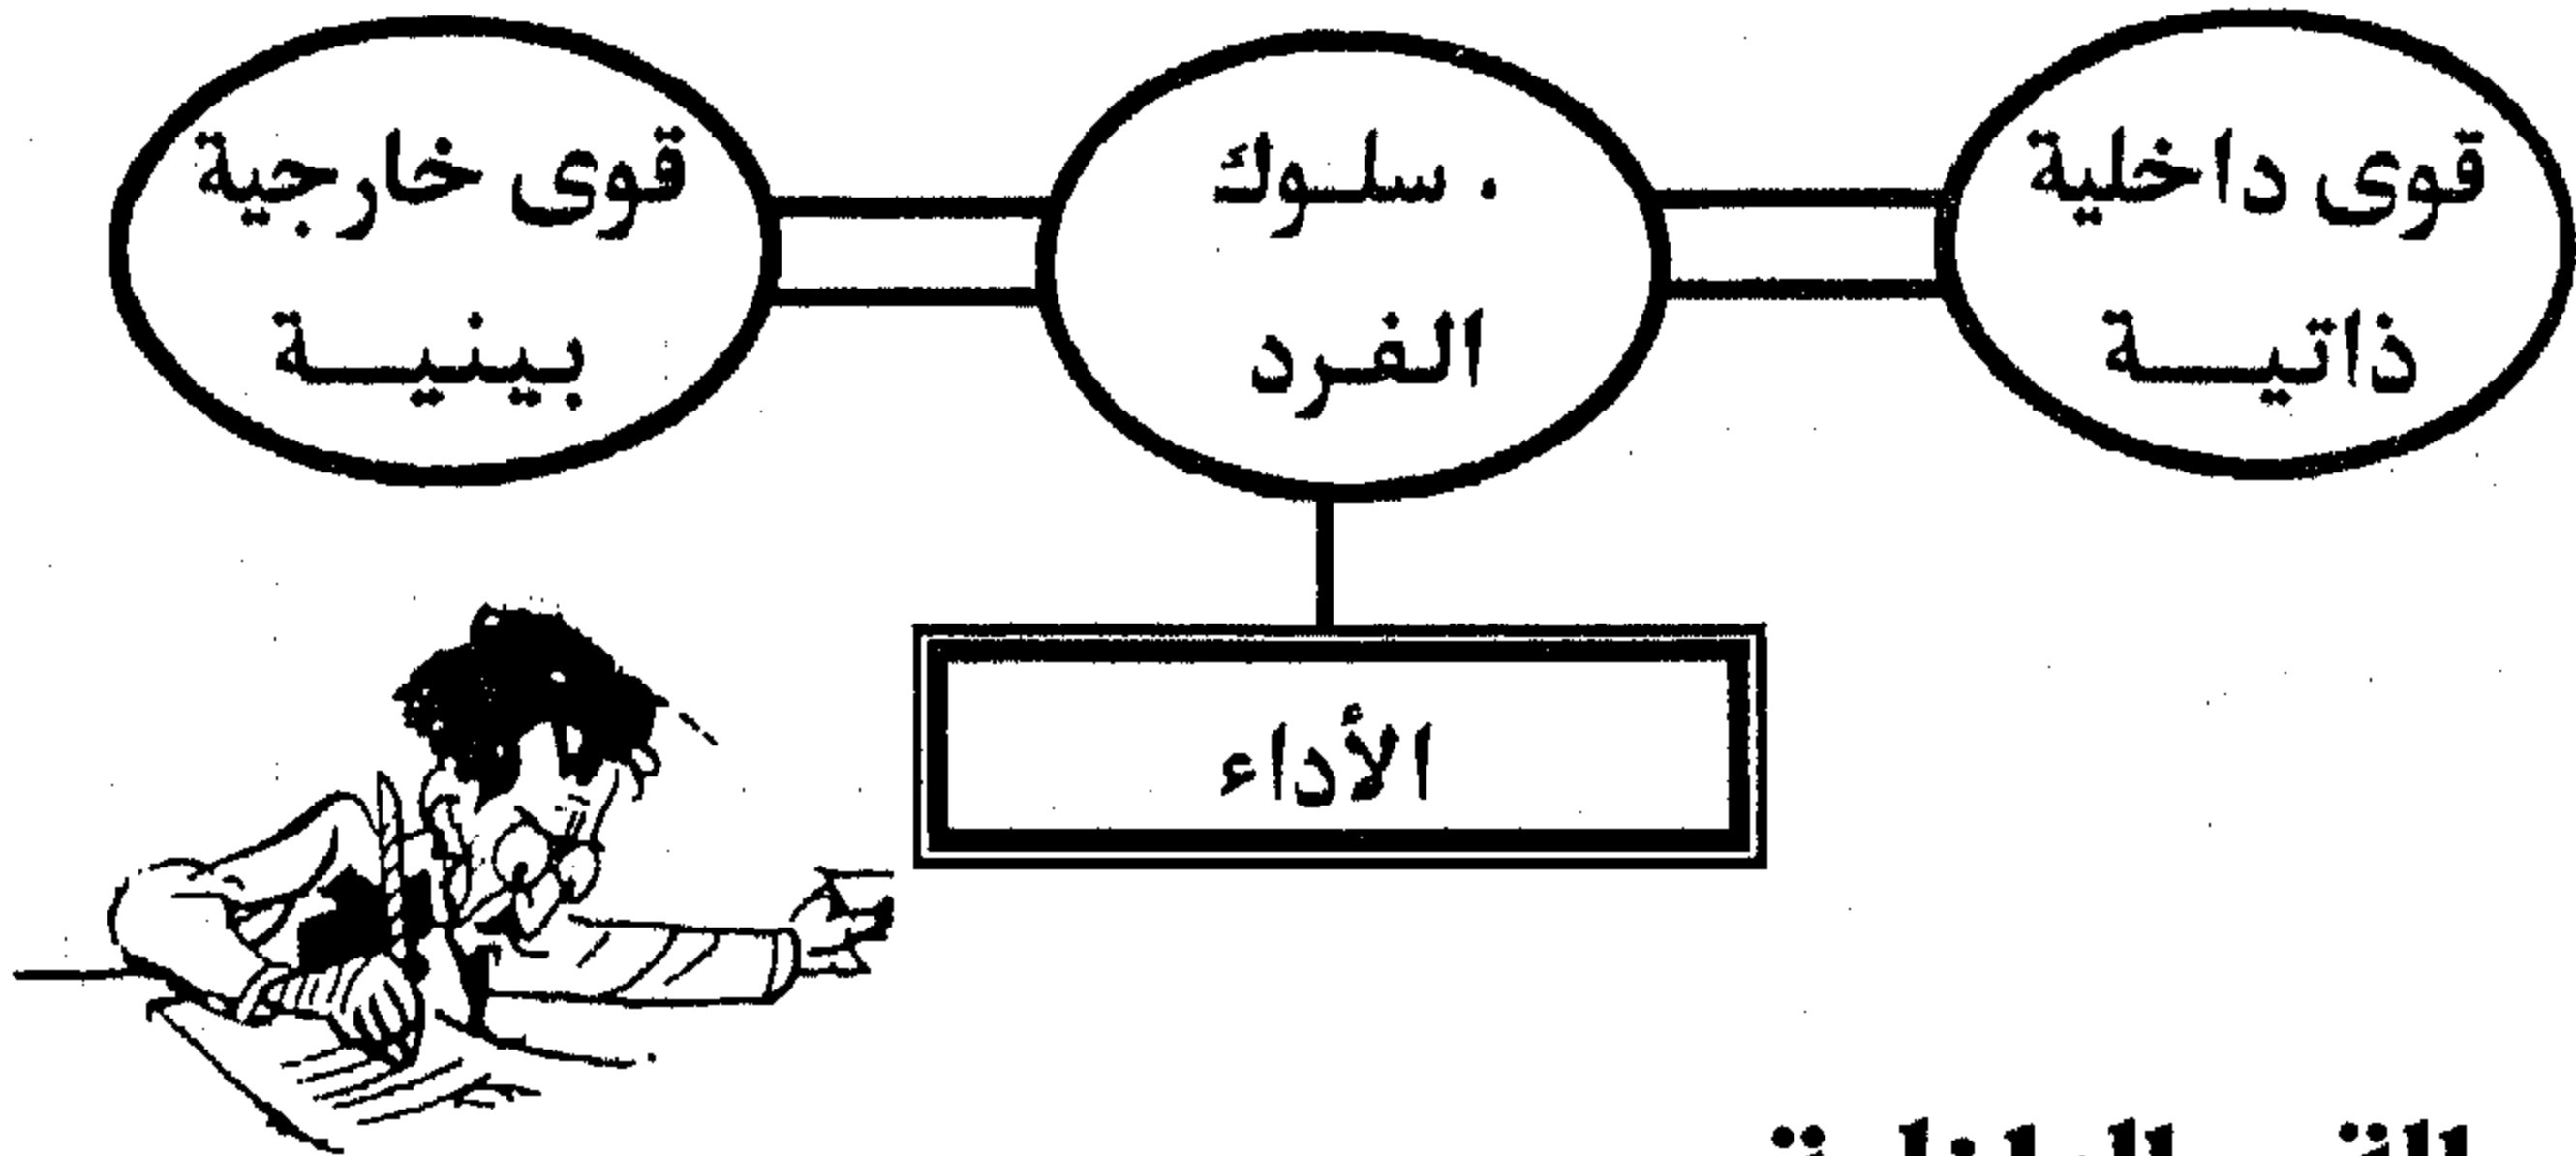 قوى داخلية
ذاتيـــة
سلـوك
الفـرد
قوى خارجية
بينيـــة
الأداء